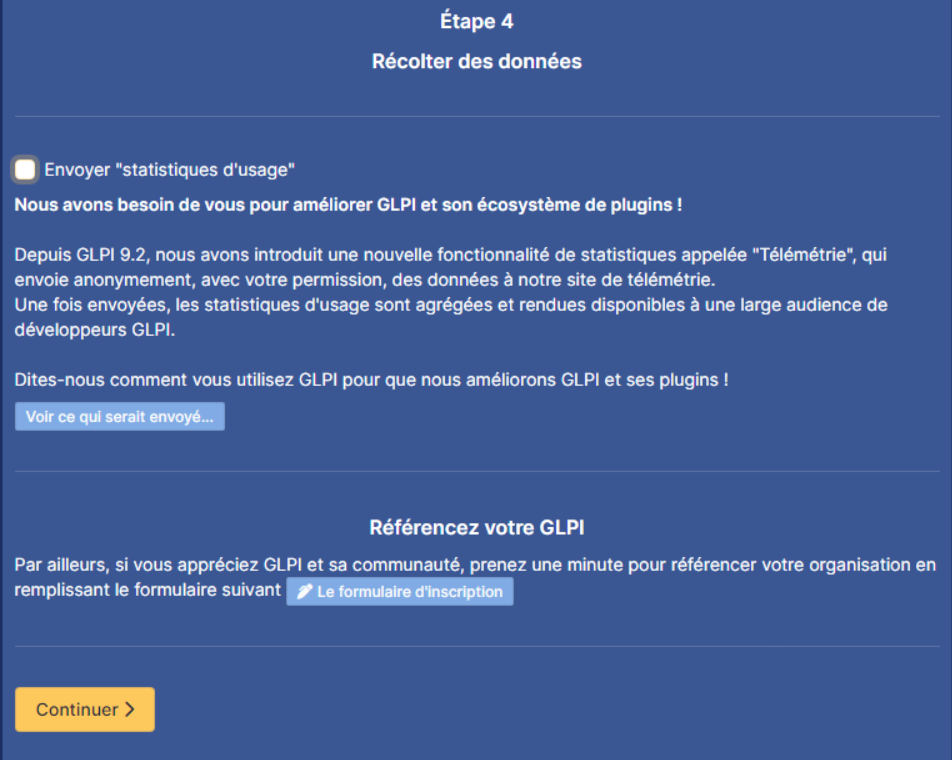 Étape 4
Récolter des données
Envoyer "statistiques d'usage"
Nous avons besoin de vous pour améliorer GLPI et son écosystème de plugins !
Depuis GLPI 9.2, nous avons introduit une nouvelle fonctionnalité de statistiques appelée "Télémétrie", qui
envoie anonymement, avec votre permission, des données à notre site de télémétrie.
Une fois envoyées, les statistiques d'usage sont agrégées et rendues disponibles à une large audience de
développeurs GLPI.
Dites-nous comment vous utilisez GLPI pour que nous améliorons GLPI et ses plugins !
Voir ce qui serait envoyé...
Référencez votre GLPI
Par ailleurs, si vous appréciez GLPI et sa communauté, prenez une minute pour référencer votre organisation en
remplissant le formulaire suivant Le formulaire d'inscription
Continuer >